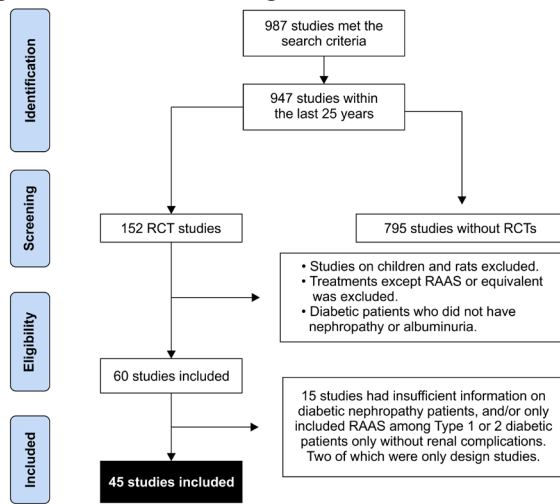 Identification
987 studies met the
search criteria
947 studies within
the last 25 years
Screening
152 RCT studies
795 studies without RCTs
Eligibility
• Studies on children and rats excluded.
• Treatments except RAAS or equivalent
was excluded.
• Diabetic patients who did not have
nephropathy or albuminuria.
60 studies included
Included
15 studies had insufficient information on
diabetic nephropathy patients, and/or only
included RAAS among Type 1 or 2 diabetic
patients only without renal complications.
Two of which were only design studies.
45 studies included